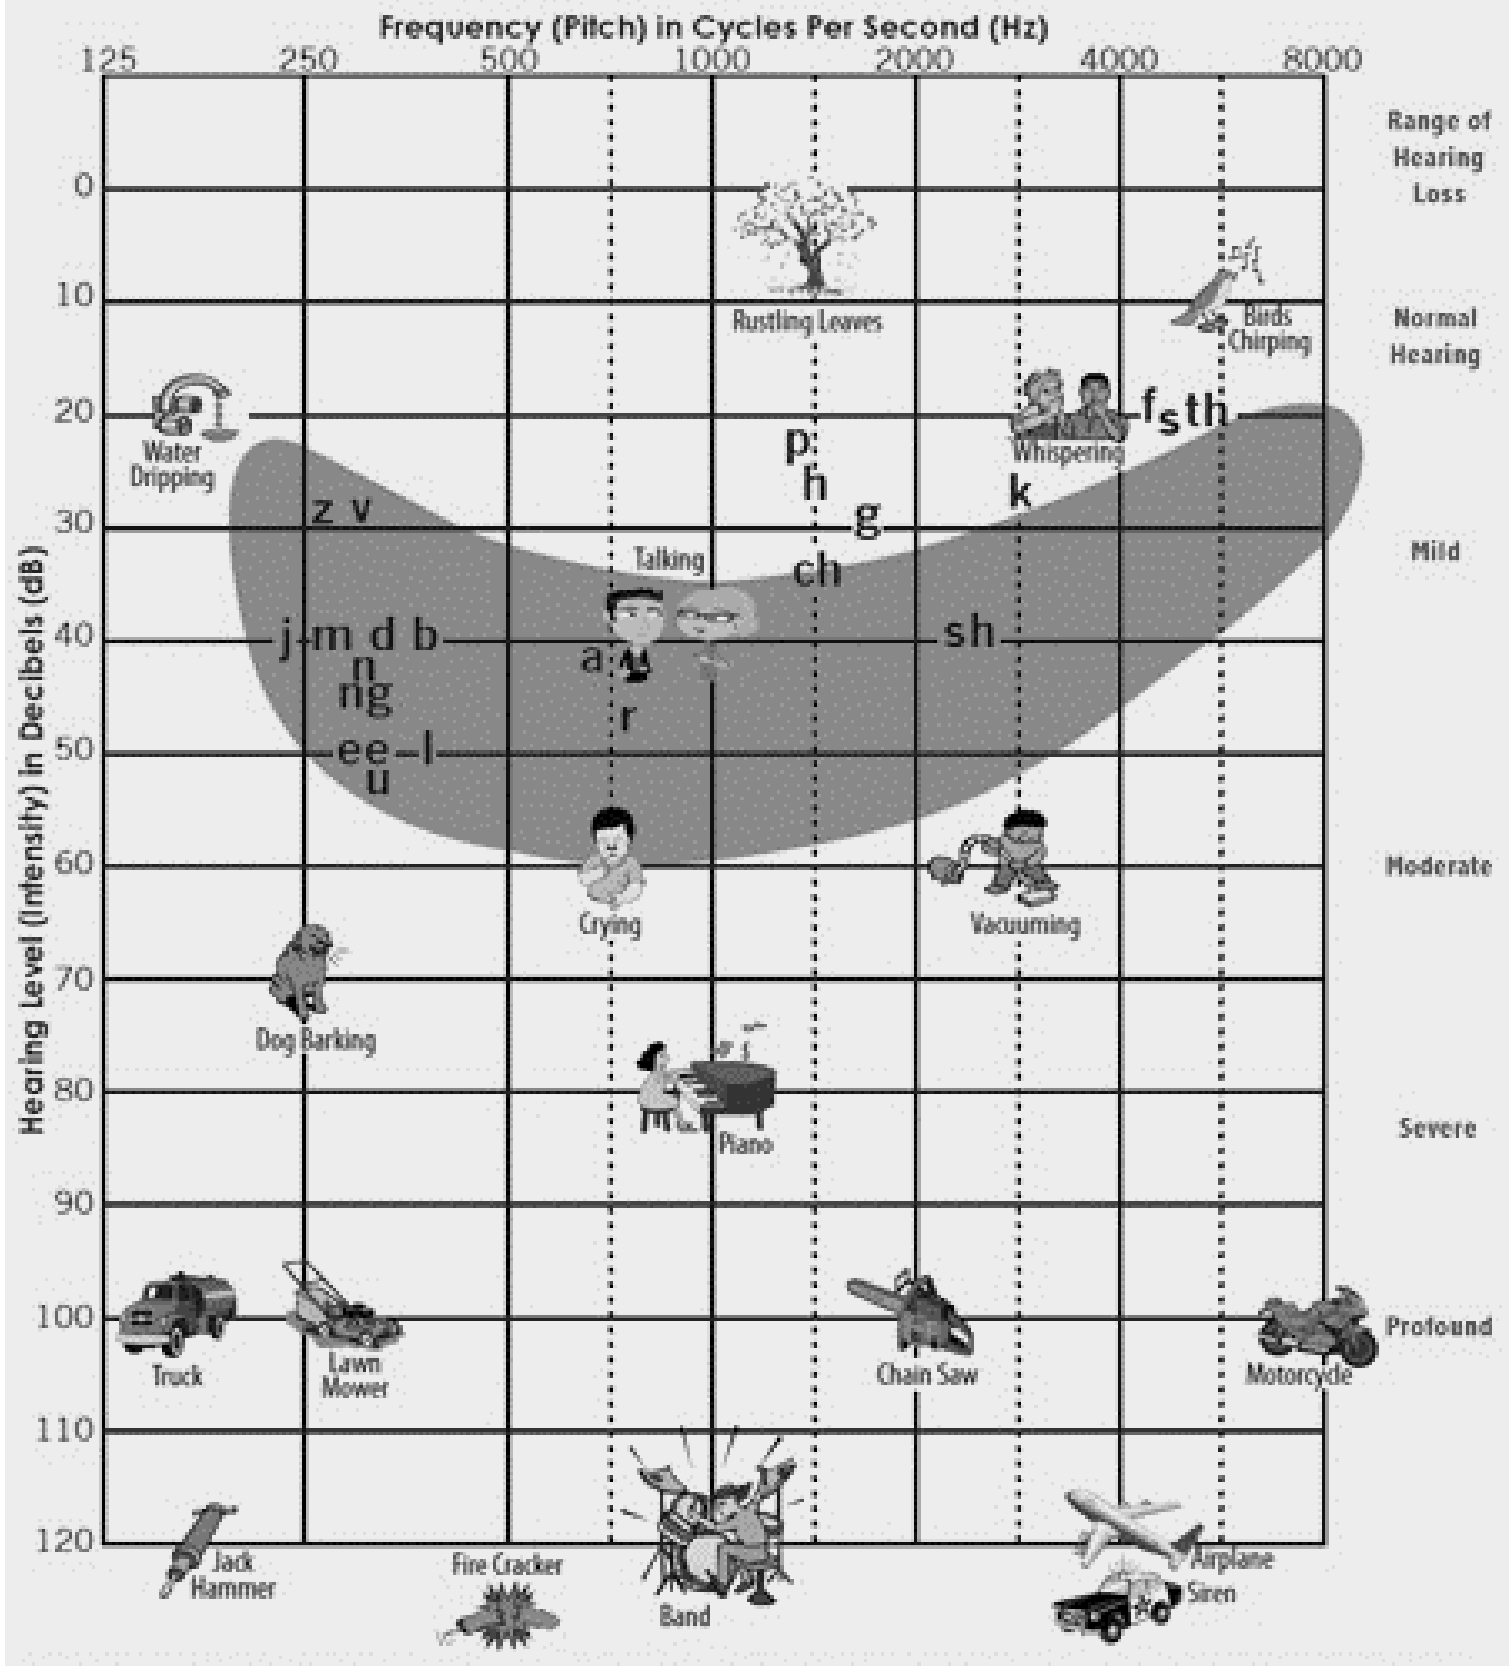 Frequency (Pitch) in Cycles Per Second (Hz)
125 250 500 1000 2000 4000 8000
Hearing Level (Intensity) in Decibels (dB)
Range of
Hearing
Loss
0
10
Rustling Leaves
Birds
Chirping
Normal
Hearing
20
Water
Dripping
f s th
p
Whispering
h
k
z v
g
30
Talking
ch
Mild
40
j m d b
a
sh
n
ng
r
50
ee l
u
60
Crying
Vacuuming
Moderate
70
Dog Barking
80
Piano
Severe
90
100
Truck
Lawn
Mower
Chain Saw
Motorcycle
Profound
110
120
Jack
Hammer
Fire Cracker
Band
Airplane
Siren